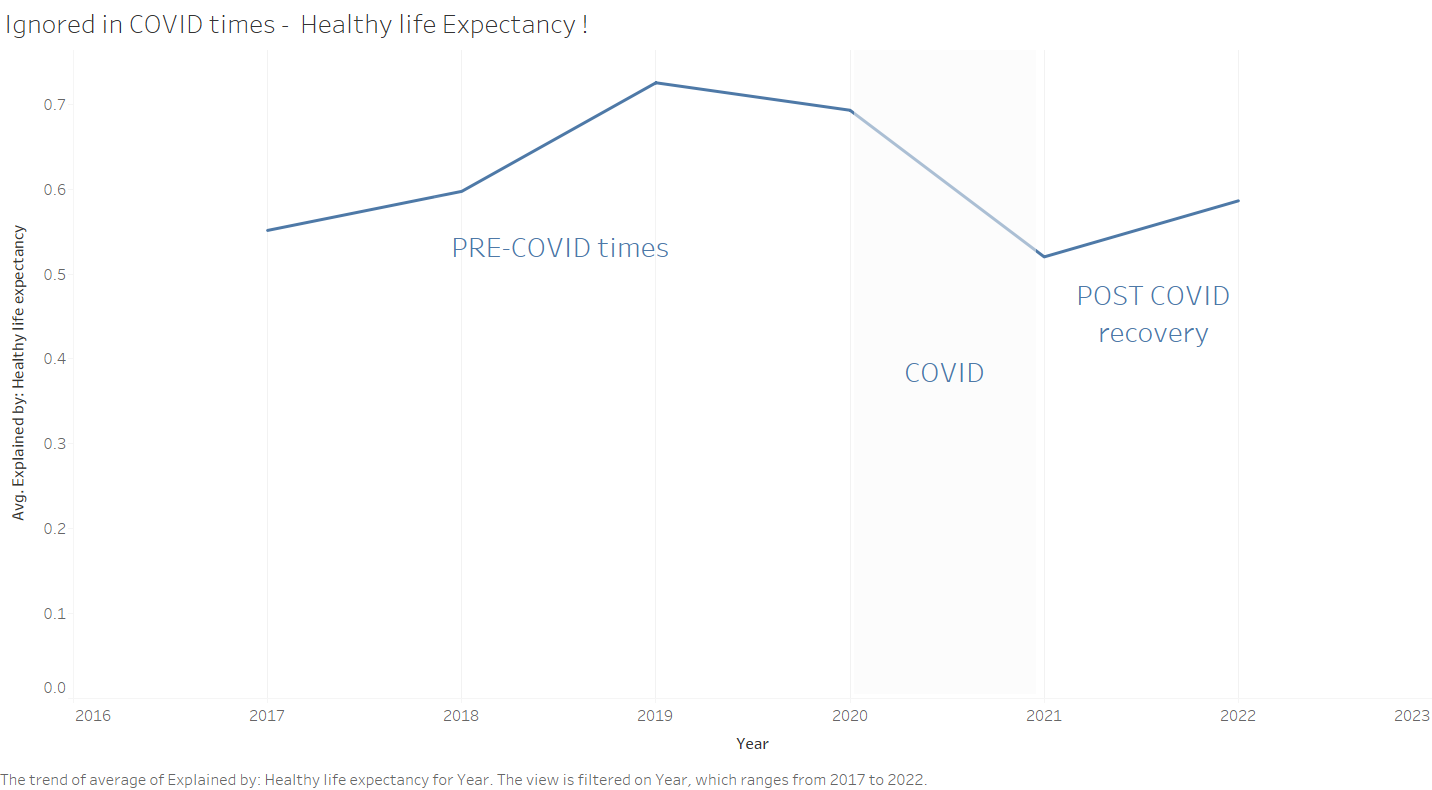 Ignored in COVID times -  Healthy life Expectancy !
Avg. Explained by: Healthy life expectancy
0.7
0.6
0.5
0.4
0.3
0.2
0.1
0.0
PRE-COVID times
COVID
POST COVID
recovery
2016
2017
2018
2019
2020
2021
2022
2023
Year
The trend of average of Explained by: Healthy life expectancy for Year. The view is filtered on Year, which ranges from 2017 to 2022.